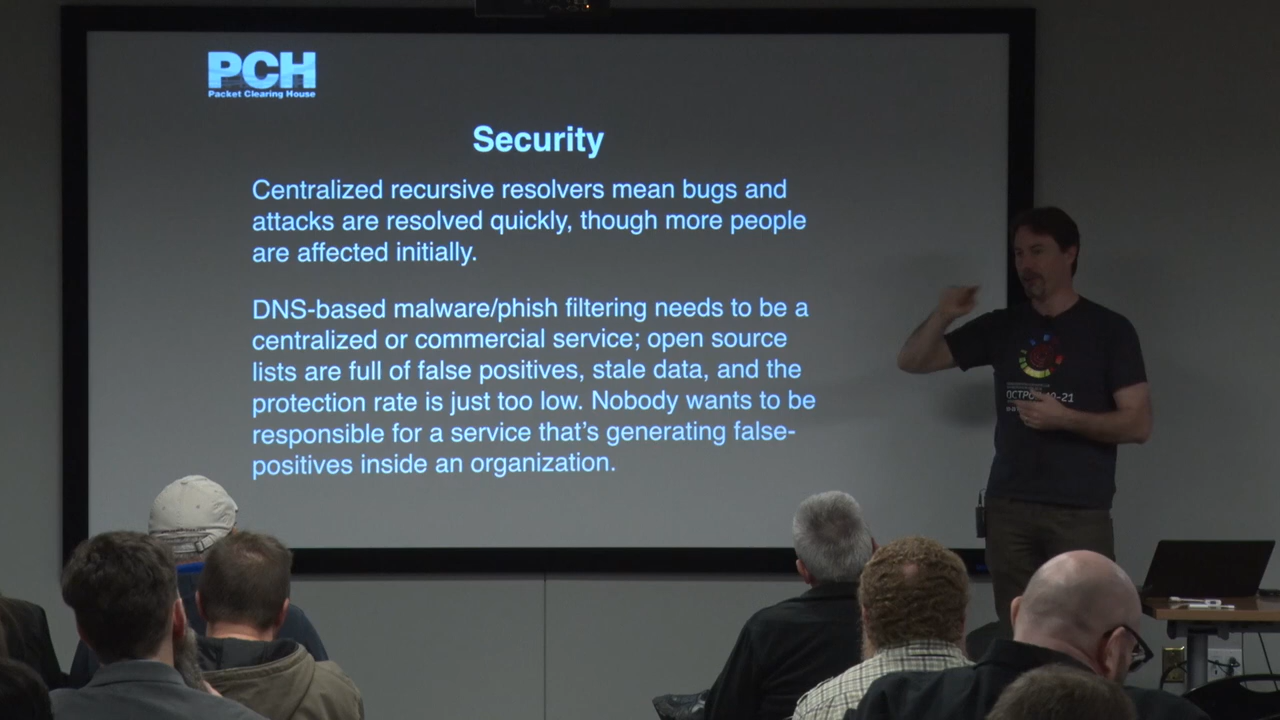 PCH
Packet Clearing House
Security
Centralized recursive resolvers mean bugs and
attacks are resolved quickly, though more people
are affected initially.
DNS-based malware/phish filtering needs to be a
centralized or commercial service; open source
lists are full of false positives, stale data, and the
protection rate is just too low. Nobody wants to be
responsible for a service that's generating false-
positives inside an organization.